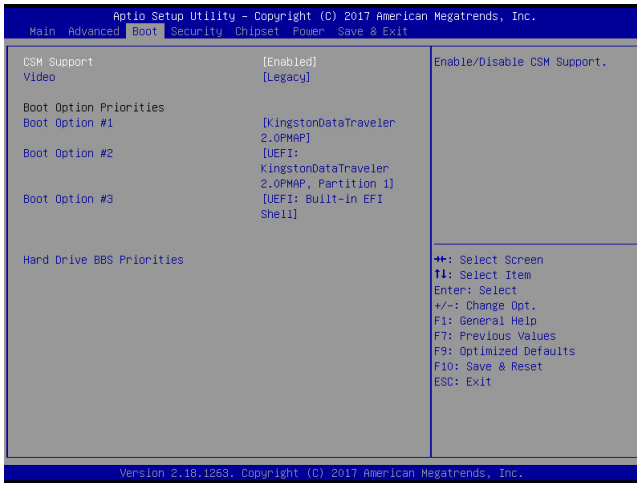 Aptio Setup Utility – Copyright (C) 2017 American Megatrends, Inc.
Main Advanced Boot Security Chipset Power Save & Exit
CSM Support [Enabled]
Video [Legacy]
Boot Option Priorities
Boot Option #1 [KingstonDataTraveler
2.0PMAP]
Boot Option #2 [UEFI:
KingstonDataTraveler
2.0PMAP, Partition 1]
Boot Option #3 [UEFI: Built-in EFI
Shell]
Hard Drive BBS Priorities
Enable/Disable CSM Support.
→←: Select Screen
↑↓: Select Item
Enter: Select
+/-: Change Opt.
F1: General Help
F7: Previous Values
F9: Optimized Defaults
F10: Save & Reset
ESC: Exit
Version 2.18.1263. Copyright (C) 2017 American Megatrends, Inc.